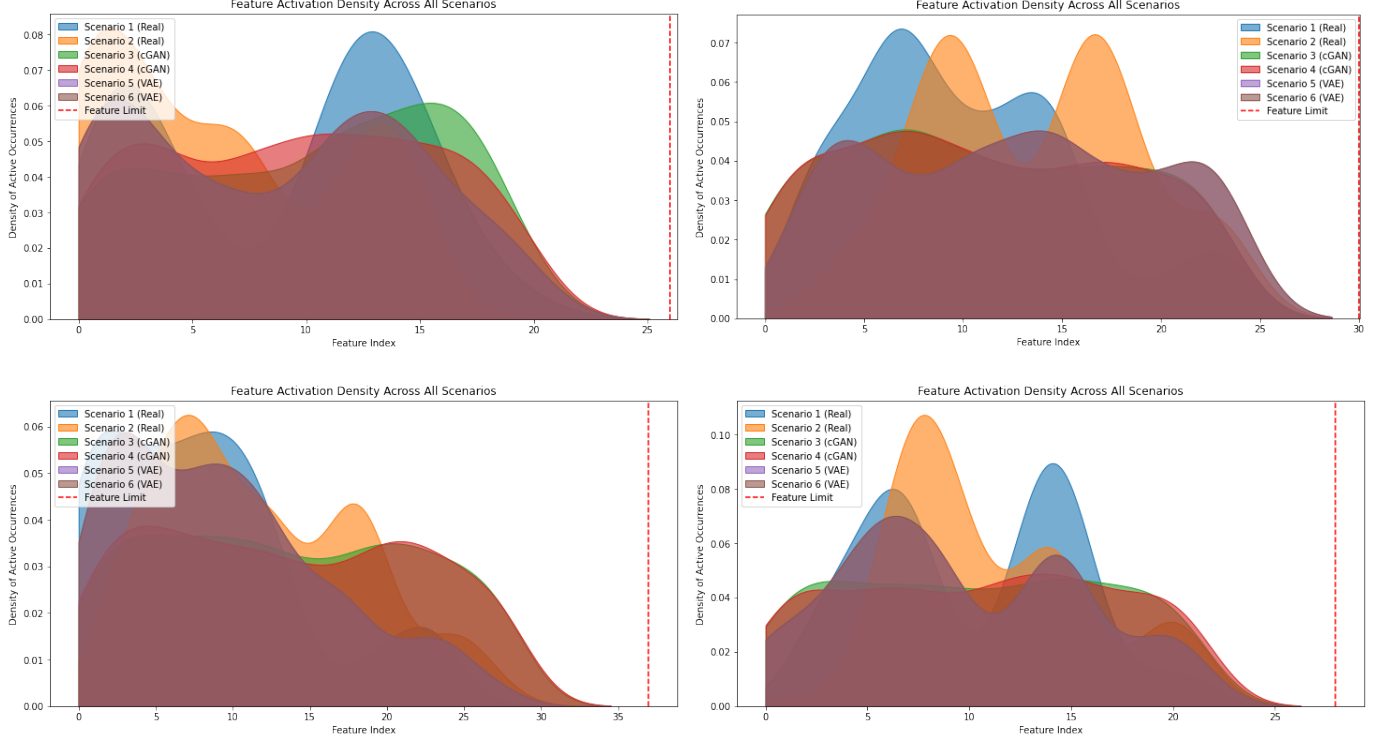 Feature Activation Density Across All Scenarios
0.08
0.07
0.06
0.05
0.04
0.03
0.02
0.01
0.00
Density of Active Occurrences
Scenario 1 (Real)
Scenario 2 (Real)
Scenario 3 (cGAN)
Scenario 4 (cGAN)
Scenario 5 (VAE)
Scenario 6 (VAE)
Feature Limit
0 5 10 15 20 25
Feature Index
Feature Activation Density Across All Scenarios
0.07
0.06
0.05
0.04
0.03
0.02
0.01
0.00
Density of Active Occurrences
Scenario 1 (Real)
Scenario 2 (Real)
Scenario 3 (cGAN)
Scenario 4 (cGAN)
Scenario 5 (VAE)
Scenario 6 (VAE)
Feature Limit
0 5 10 15 20 25 30
Feature Index
Feature Activation Density Across All Scenarios
0.06
0.05
0.04
0.03
0.02
0.01
0.00
Density of Active Occurrences
Scenario 1 (Real)
Scenario 2 (Real)
Scenario 3 (cGAN)
Scenario 4 (cGAN)
Scenario 5 (VAE)
Scenario 6 (VAE)
Feature Limit
0 5 10 15 20 25 30 35
Feature Index
Feature Activation Density Across All Scenarios
0.10
0.08
0.06
0.04
0.02
0.00
Density of Active Occurrences
Scenario 1 (Real)
Scenario 2 (Real)
Scenario 3 (cGAN)
Scenario 4 (cGAN)
Scenario 5 (VAE)
Scenario 6 (VAE)
Feature Limit
0 5 10 15 20 25
Feature Index